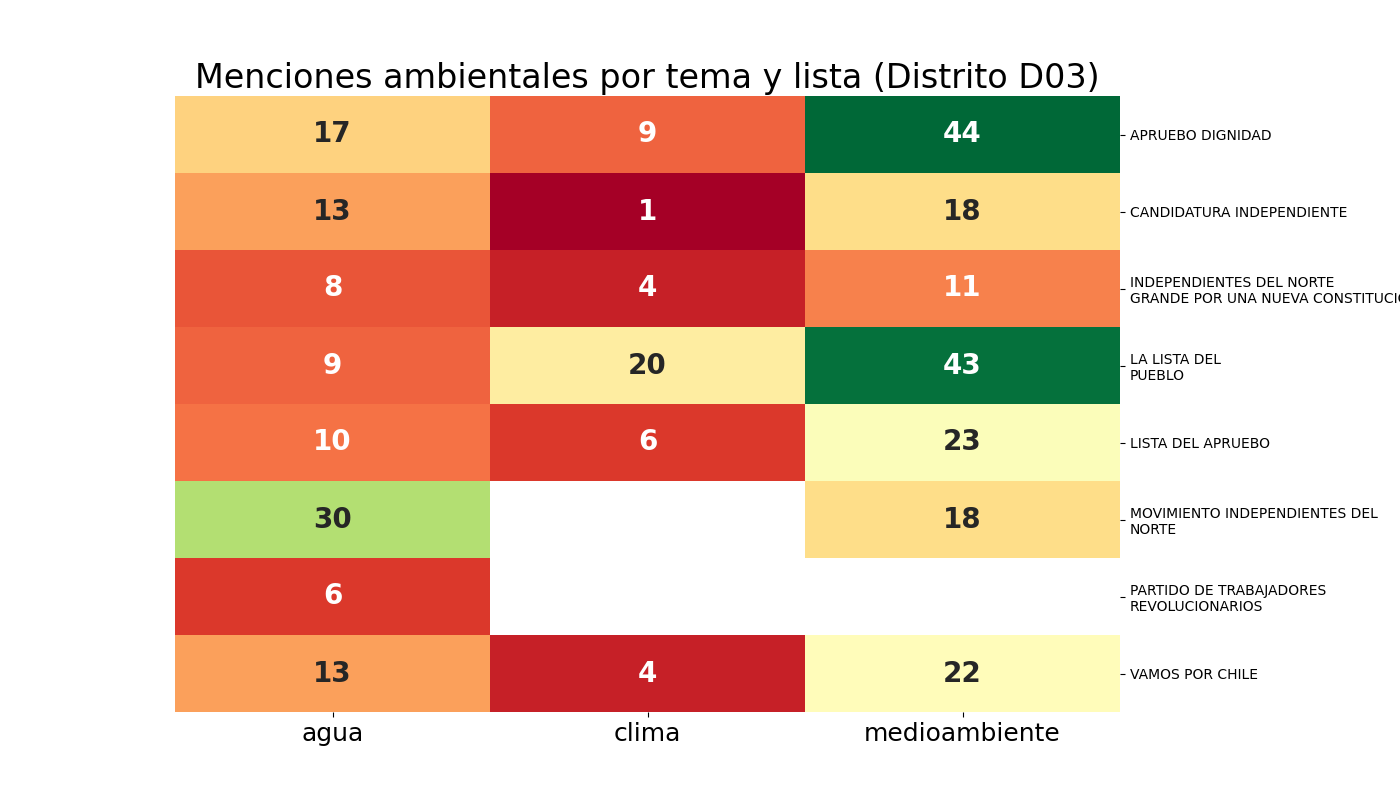 Menciones ambientales por tema y lista (Distrito D03)
17 9 44 APRUEBO DIGNIDAD
13 1 18 CANDIDATURA INDEPENDIENTE
8 4 11 INDEPENDIENTES DEL NORTE
GRANDE POR UNA NUEVA
9 20 43 LA LISTA DEL
PUEBLO
10 6 23 LISTA DEL APRUEBO
30 18 MOVIMIENTO INDEPENDIENTES DEL
NORTE
6 PARTIDO DE TRABAJADORES
REVOLUCIONARIOS
13 4 22 VAMOS POR CHILE
agua clima medioambiente